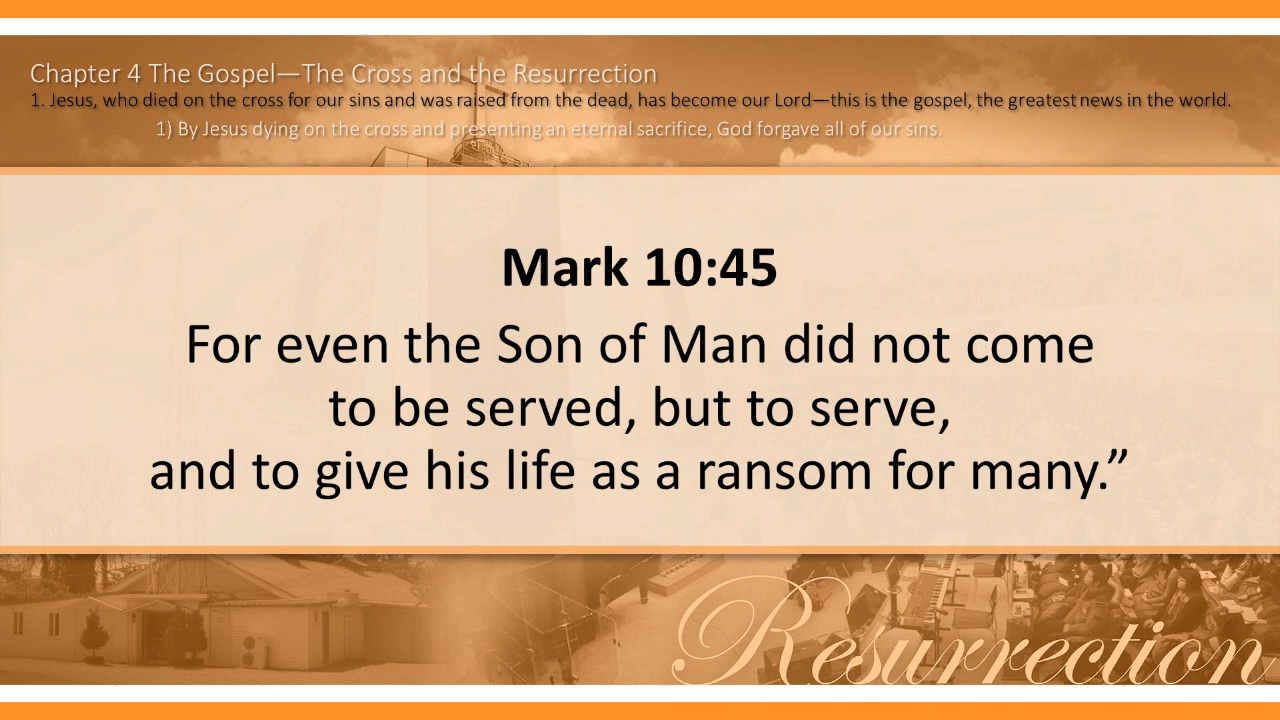 Chapter 4 The Gospel—The Cross and the Resurrection
1. Jesus, who died on the cross for our sins and was raised from the dead, has become our Lord—this is the gospel, the greatest news in the world.
1) By Jesus dying on the cross and presenting an eternal sacrifice, God forgave all of our sins.
Mark 10:45
For even the Son of Man did not come
to be served, but to serve,
and to give his life as a ransom for many.”
Resurrection